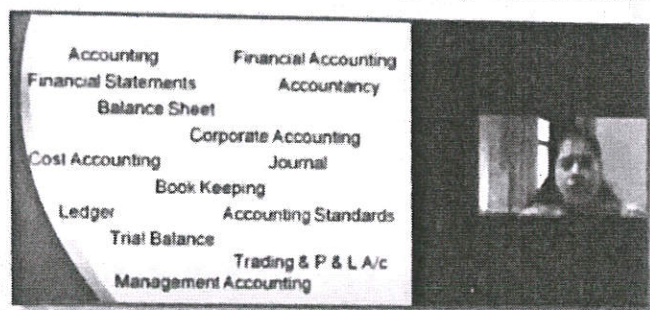 Accounting Financial Accounting
Financial Statements Accountancy
Balance Sheet
Corporate Accounting
Cost Accounting Journal
Book Keeping
Ledger Accounting Standards
Trial Balance
Trading & P & L A/c
Management Accounting